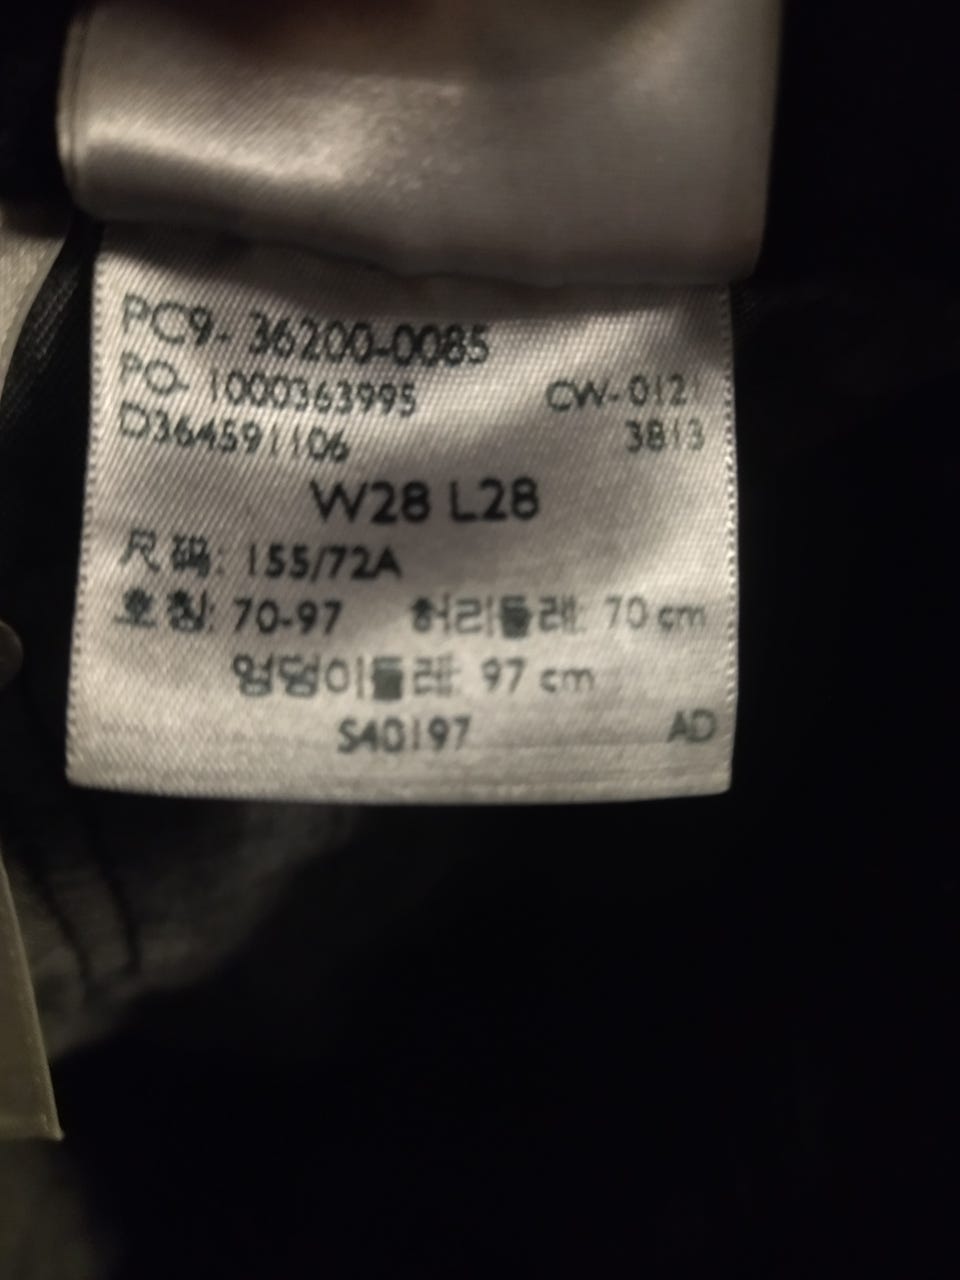 PC9- 36200-0085
PO- 1000363995 CW-0121
D364591106 3813
W28 L28
尺码: 155/72A
호칭: 70-97 허리둘레: 70 cm
엉덩이둘레: 97 cm
S40197 AD